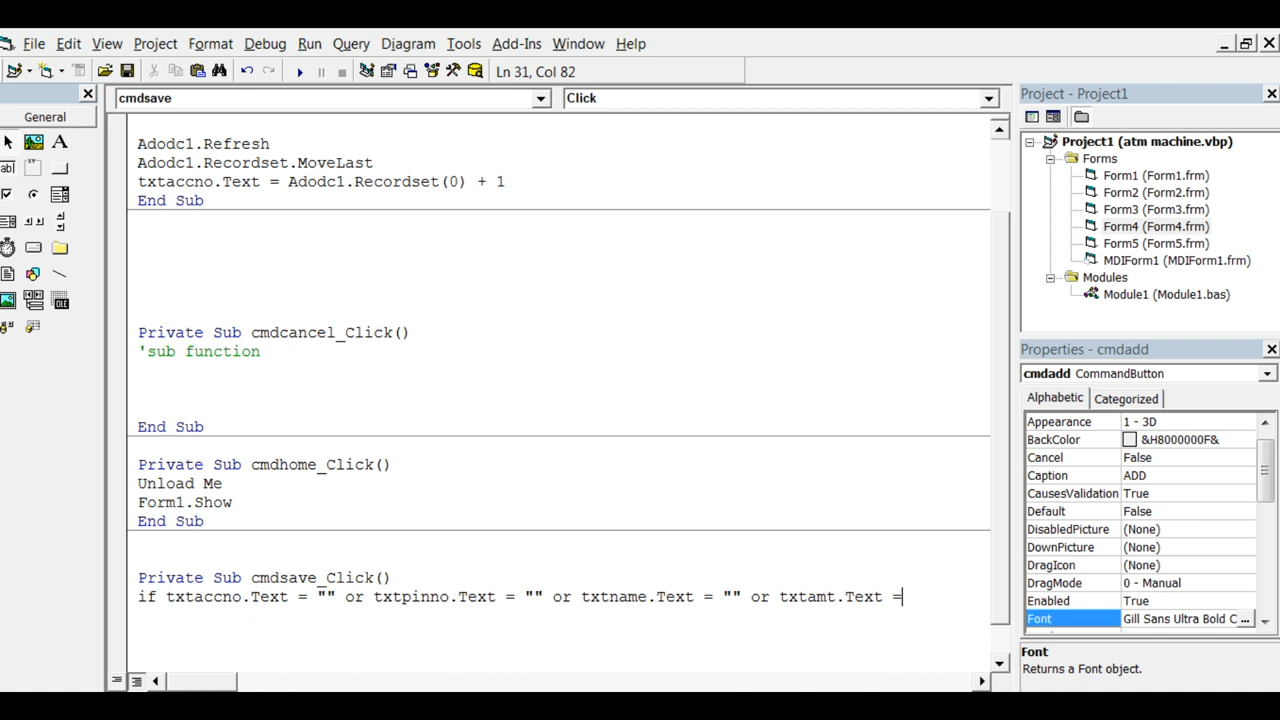 File Edit View Project Format Debug Run Query Diagram Tools Add-Ins Window Help
Ln 31, Col 82
General
cmdsave
Click
Adodc1.Refresh
Adodc1.Recordset.MoveLast
txtaccno.Text = Adodc1.Recordset(0) + 1
End Sub
Private Sub cmdcancel_Click()
'sub function
End Sub
Private Sub cmdhome_Click()
Unload Me
Form1.Show
End Sub
Private Sub cmdsave_Click()
if txtaccno.Text = "" or txtpinno.Text = "" or txtname.Text = "" or txtamt.Text =
Project - Project1
Project1 (atm machine.vbp)
Forms
Form1 (Form1.frm)
Form2 (Form2.frm)
Form3 (Form3.frm)
Form4 (Form4.frm)
Form5 (Form5.frm)
MDIForm1 (MDIForm1.frm)
Modules
Module1 (Module1.bas)
Properties - cmdadd
cmdadd CommandButton
Alphabetic Categorized
Appearance 1 - 3D
BackColor &H8000000F&
Cancel False
Caption ADD
CausesValidation True
Default False
DisabledPicture (None)
DownPicture (None)
DragIcon (None)
DragMode 0 - Manual
Enabled True
Font Gill Sans Ultra Bold C ...
Font
Returns a Font object.